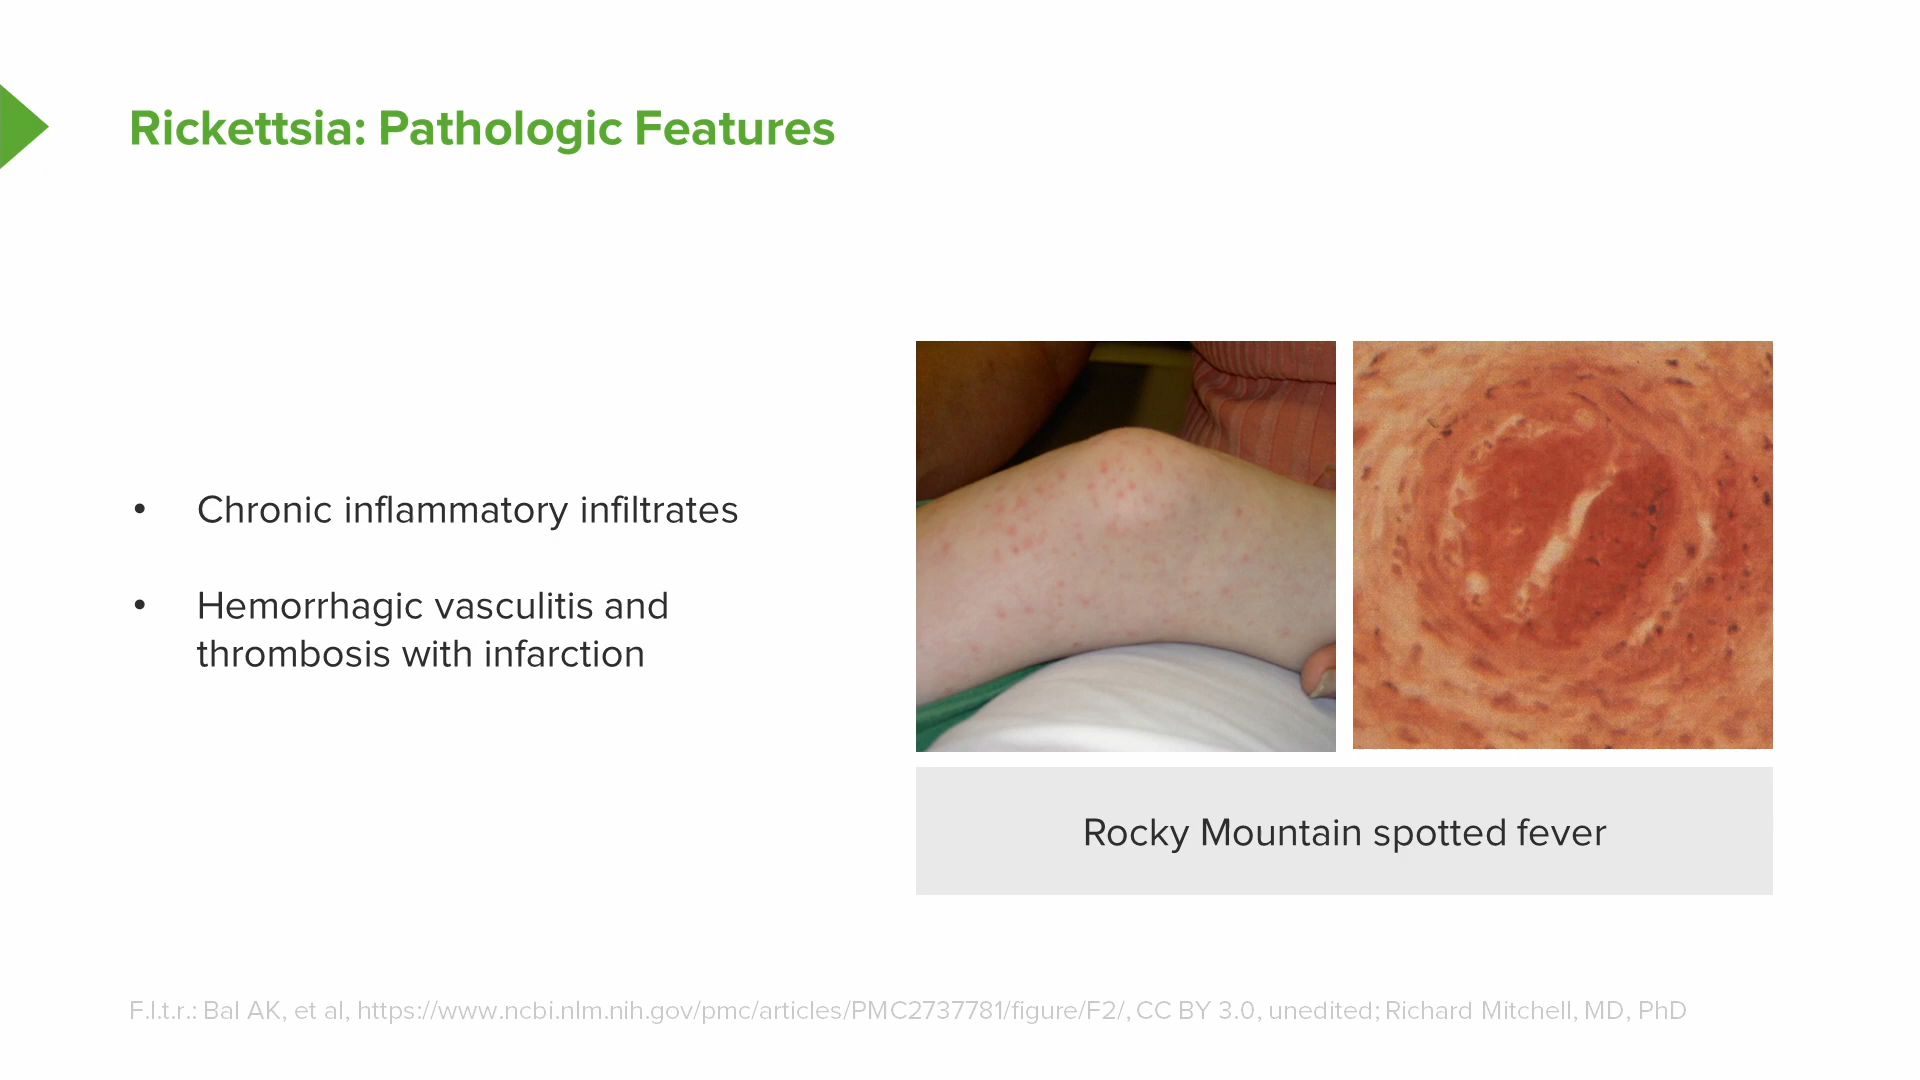 Rickettsia: Pathologic Features
• Chronic inflammatory infiltrates
• Hemorrhagic vasculitis and
thrombosis with infarction
Rocky Mountain spotted fever
F.l.t.r.: Bal AK, et al, https://www.ncbi.nlm.nih.gov/pmc/articles/PMC2737781/figure/F2/, CC BY 3.0, unedited; Richard Mitchell, MD, PhD